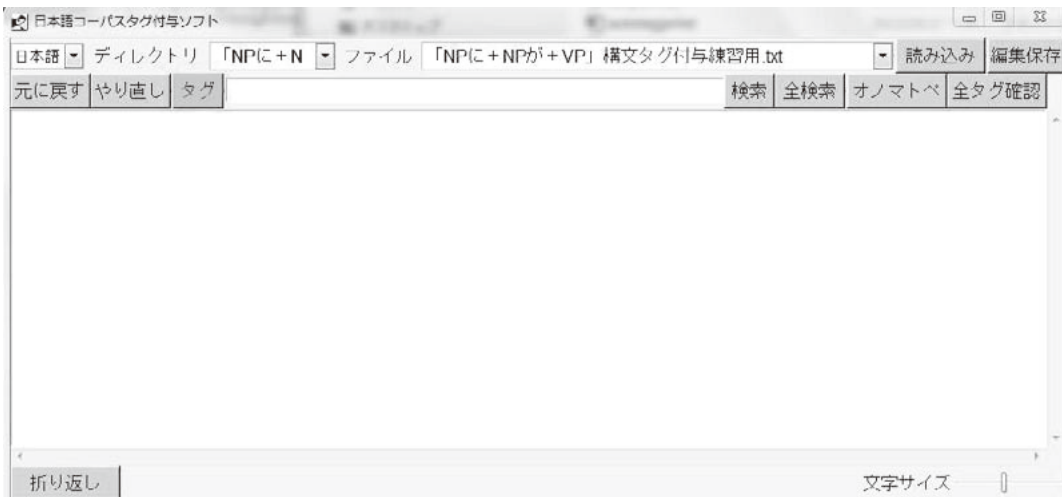 日本語コーパスタグ付与ソフト
日本語 ディレクトリ 「NPに+N ファイル 「NPに+NPが+VP」構文タグ付与練習用.txt 読み込み 編集保存
元に戻す やり直し タグ 検索 全検索 オノマトペ 全タグ確認
折り返し 文字サイズ